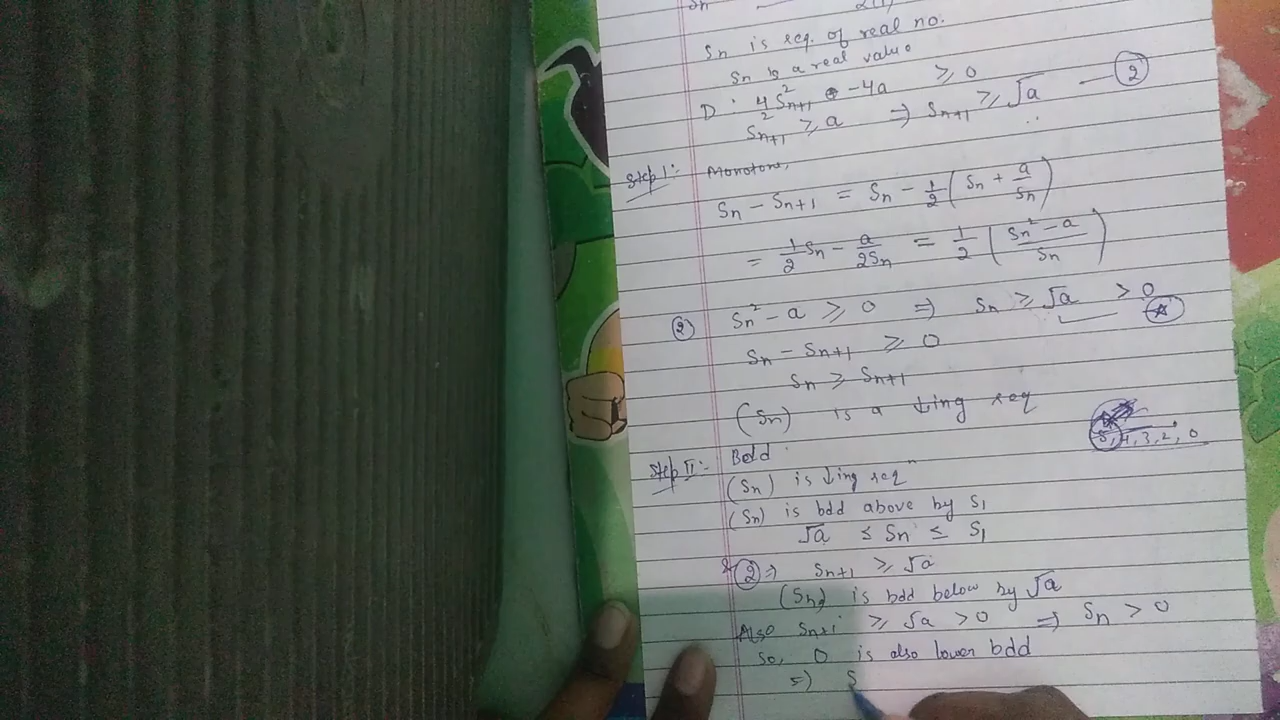 Sn is seq. of real no.
Sn is a real value
D : 4S²n+1 - 4a ≥ 0
S²n+1 ≥ a ⇒ Sn+1 ≥ √a — (2)
Step I:- Monotone,
Sn - Sn+1 = Sn - 1/2 (Sn + a/Sn)
= 1/2 Sn - a/2Sn = 1/2 (Sn² - a / Sn)
(2) Sn² - a ≥ 0 ⇒ Sn ≥ √a > 0
Sn - Sn+1 ≥ 0
Sn ≥ Sn+1
(Sn) is a ↓ing seq
5, 4, 3, 2, 0
Step II:- Bdd
(Sn) is ↓ing seqⁿ
(Sn) is bdd above by S1
√a ≤ Sn ≤ S1
(2) ⇒ Sn+1 ≥ √a
(Sn) is bdd below by √a
Also Sn+1 ≥ √a > 0 ⇒ Sn > 0
So, 0 is also lower bdd
⇒ S